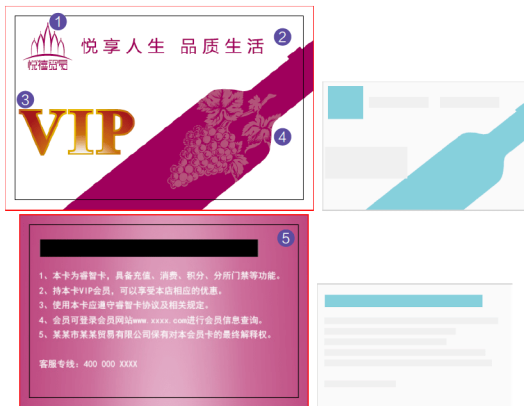 1
悦享人生 品质生活
2
悦禧贸易
3
VIP
4
5
1、本卡为睿智卡，具备充值、消费、积分、分所门禁等功能。
2、持本卡VIP会员，可以享受本店相应的优惠。
3、使用本卡应遵守睿智卡协议及相关规定。
4、会员可登录会员网站www.xxxx.com进行会员信息查询。
5、某某市某某贸易有限公司保有对本会员卡的最终解释权。
客服专线：400 000 XXXX